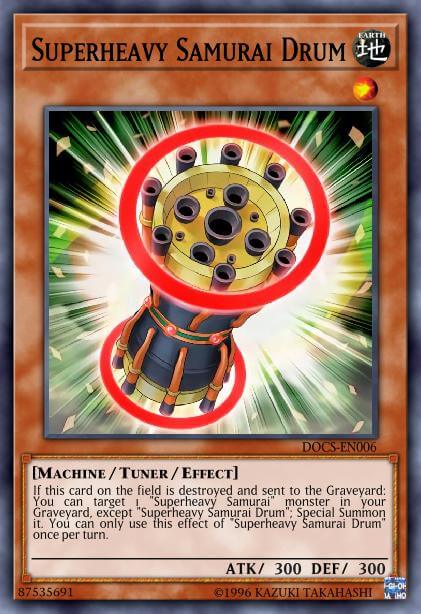 SUPERHEAVY SAMURAI DRUM
EARTH
地
DOCS-EN006
[MACHINE / TUNER / EFFECT]
If this card on the field is destroyed and sent to the Graveyard:
You can target 1 "Superheavy Samurai" monster in your
Graveyard, except "Superheavy Samurai Drum"; Special Summon
it. You can only use this effect of "Superheavy Samurai Drum"
once per turn.
ATK/ 300 DEF/ 300
87535691
©1996 KAZUKI TAKAHASHI